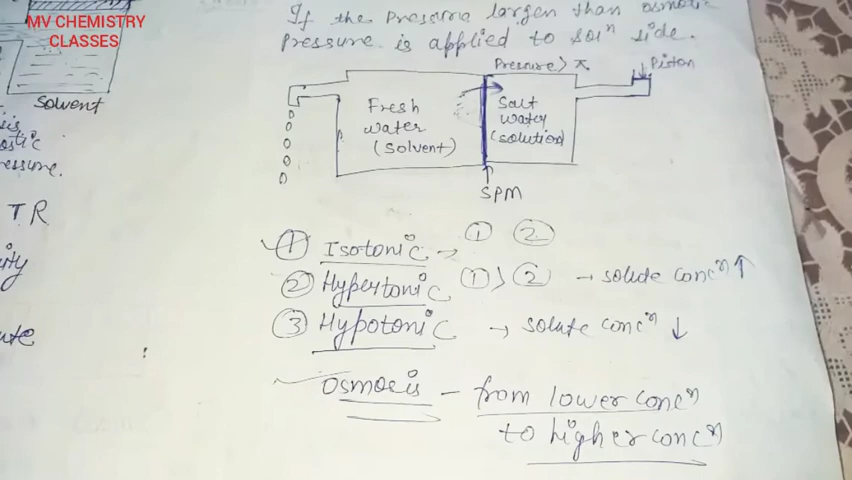 MV CHEMISTRY
CLASSES
If the Pressure larger than osmotic
Pressure is applied to solⁿ side.
Pressure > π
Piston
Fresh
water
(solvent)
Salt
water
(solution)
SPM
solvent
essure.
TR
① Isotonic → ① ②
② Hypertonic ① > ② → solute concⁿ ↑
③ Hypotonic → solute concⁿ ↓
Osmosis - from lower concⁿ
to higher concⁿ